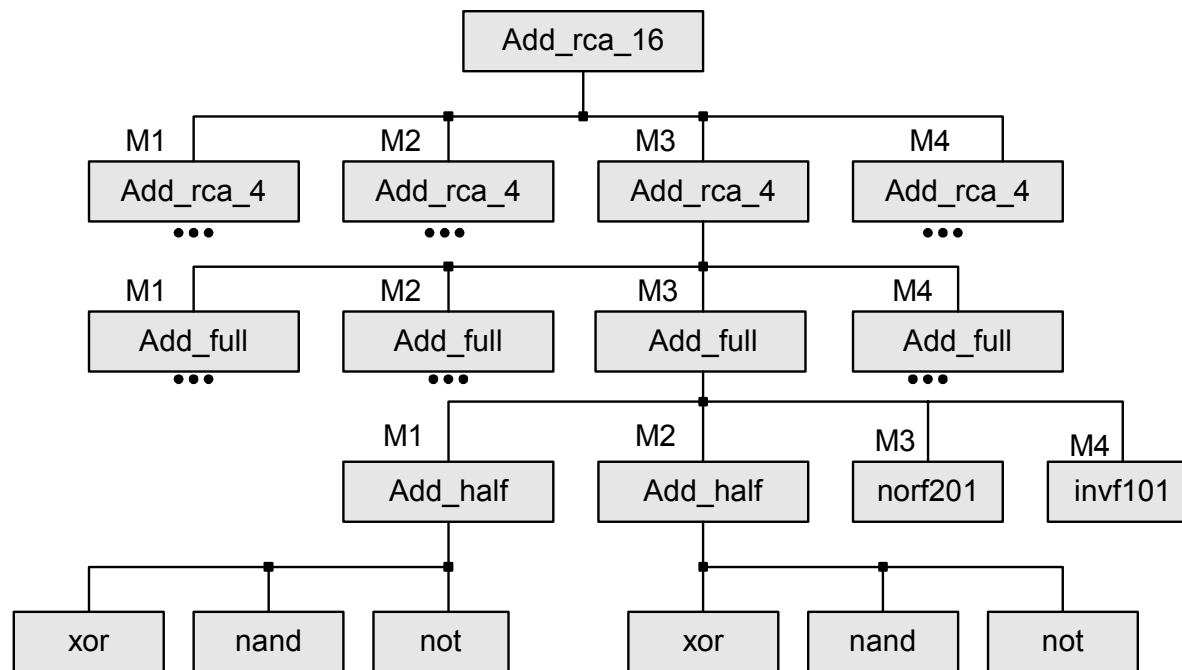 Add_rca_16
M1 M2 M3 M4
Add_rca_4 Add_rca_4 Add_rca_4 Add_rca_4
••• ••• •••
M1 M2 M3 M4
Add_full Add_full Add_full Add_full
••• ••• •••
M1 M2 M3 M4
Add_half Add_half norf201 invf101
xor nand not xor nand not